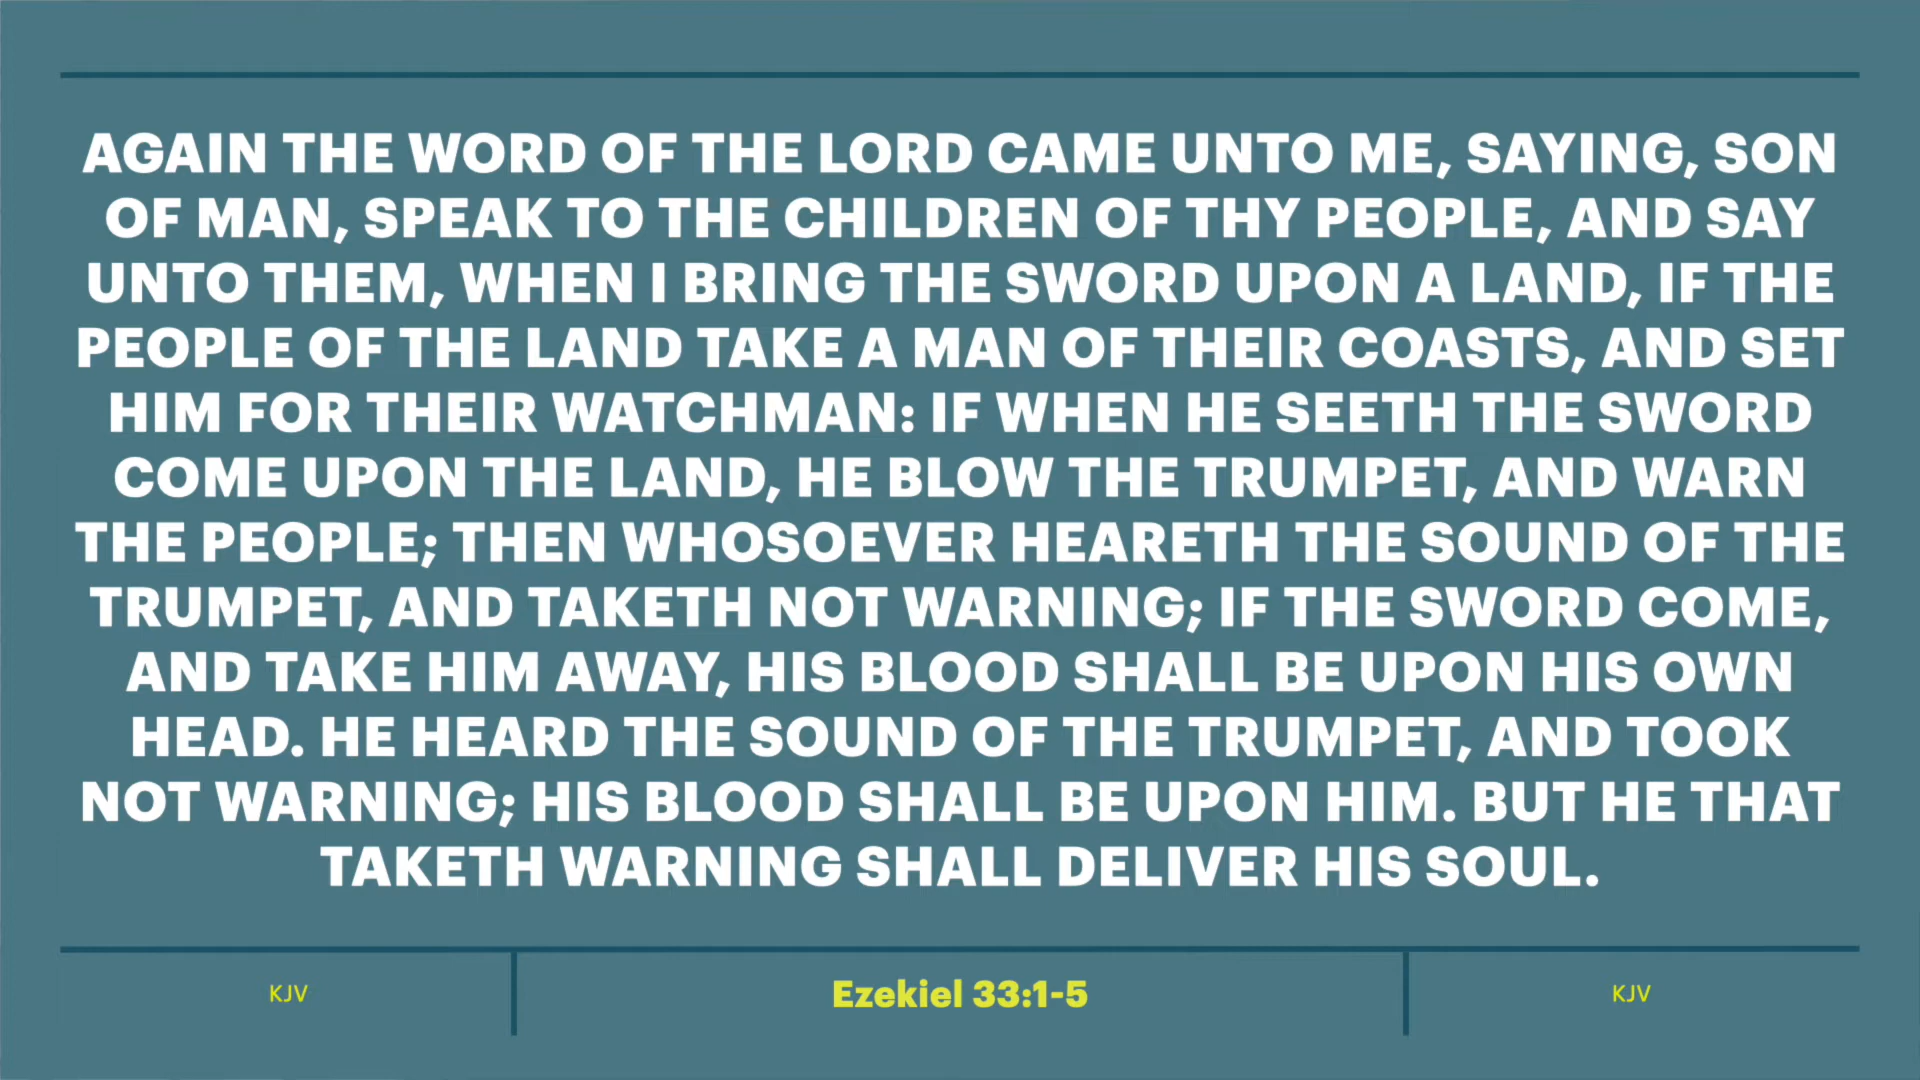 AGAIN THE WORD OF THE LORD CAME UNTO ME, SAYING, SON
OF MAN, SPEAK TO THE CHILDREN OF THY PEOPLE, AND SAY
UNTO THEM, WHEN I BRING THE SWORD UPON A LAND, IF THE
PEOPLE OF THE LAND TAKE A MAN OF THEIR COASTS, AND SET
HIM FOR THEIR WATCHMAN: IF WHEN HE SEETH THE SWORD
COME UPON THE LAND, HE BLOW THE TRUMPET, AND WARN
THE PEOPLE; THEN WHOSOEVER HEARETH THE SOUND OF THE
TRUMPET, AND TAKETH NOT WARNING; IF THE SWORD COME,
AND TAKE HIM AWAY, HIS BLOOD SHALL BE UPON HIS OWN
HEAD. HE HEARD THE SOUND OF THE TRUMPET, AND TOOK
NOT WARNING; HIS BLOOD SHALL BE UPON HIM. BUT HE THAT
TAKETH WARNING SHALL DELIVER HIS SOUL.
KJV
Ezekiel 33:1-5
KJV